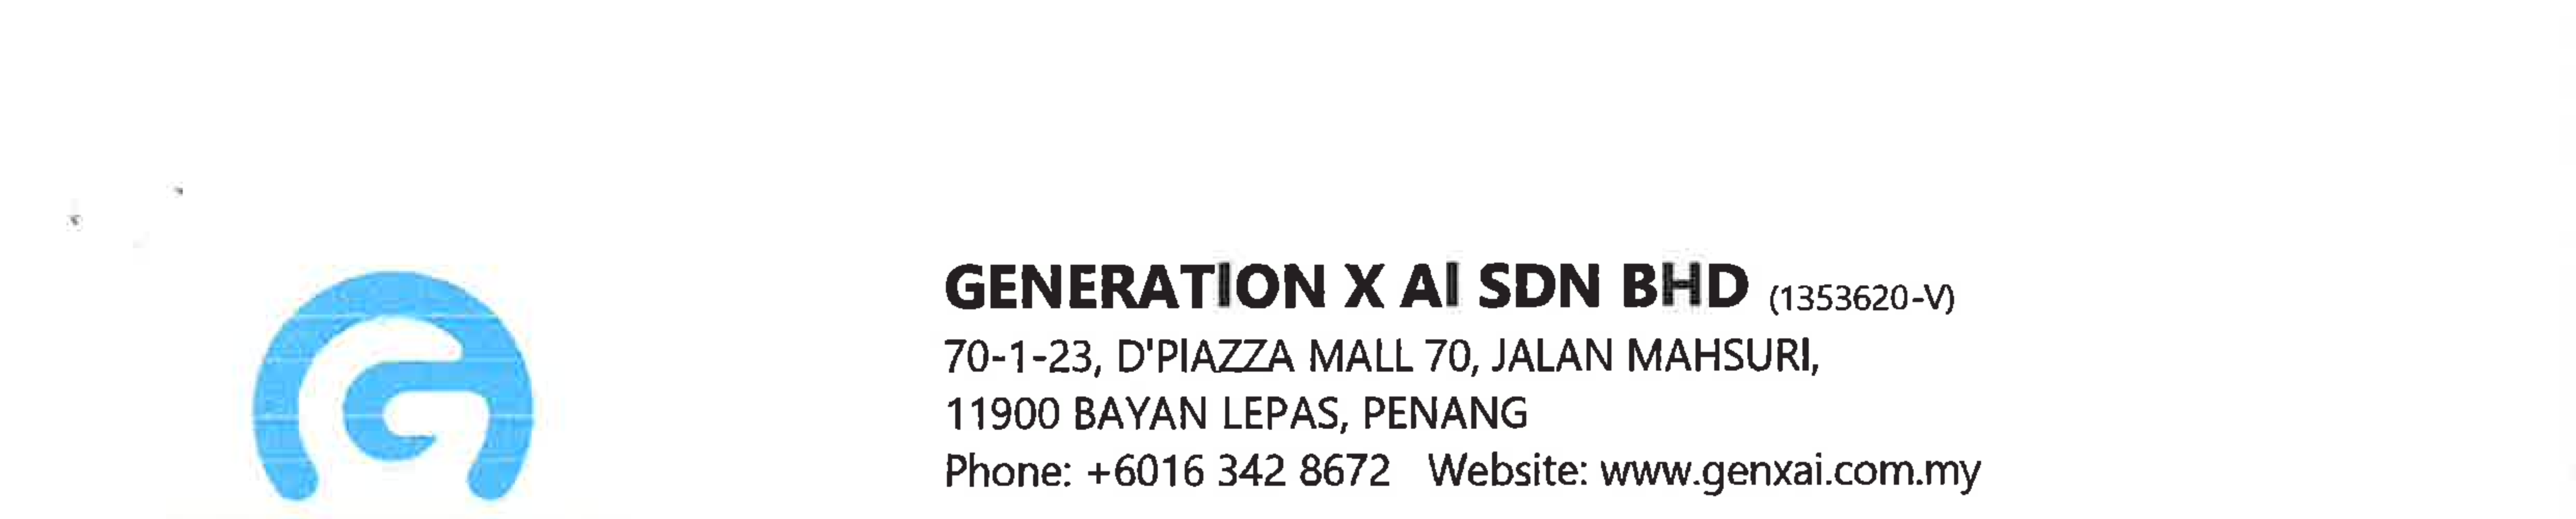 GENERATION X AI SDN BHD (1353620-V)
70-1-23, D'PIAZZA MALL 70, JALAN MAHSURI,
11900 BAYAN LEPAS, PENANG
Phone: +6016 342 8672 Website: www.genxai.com.my